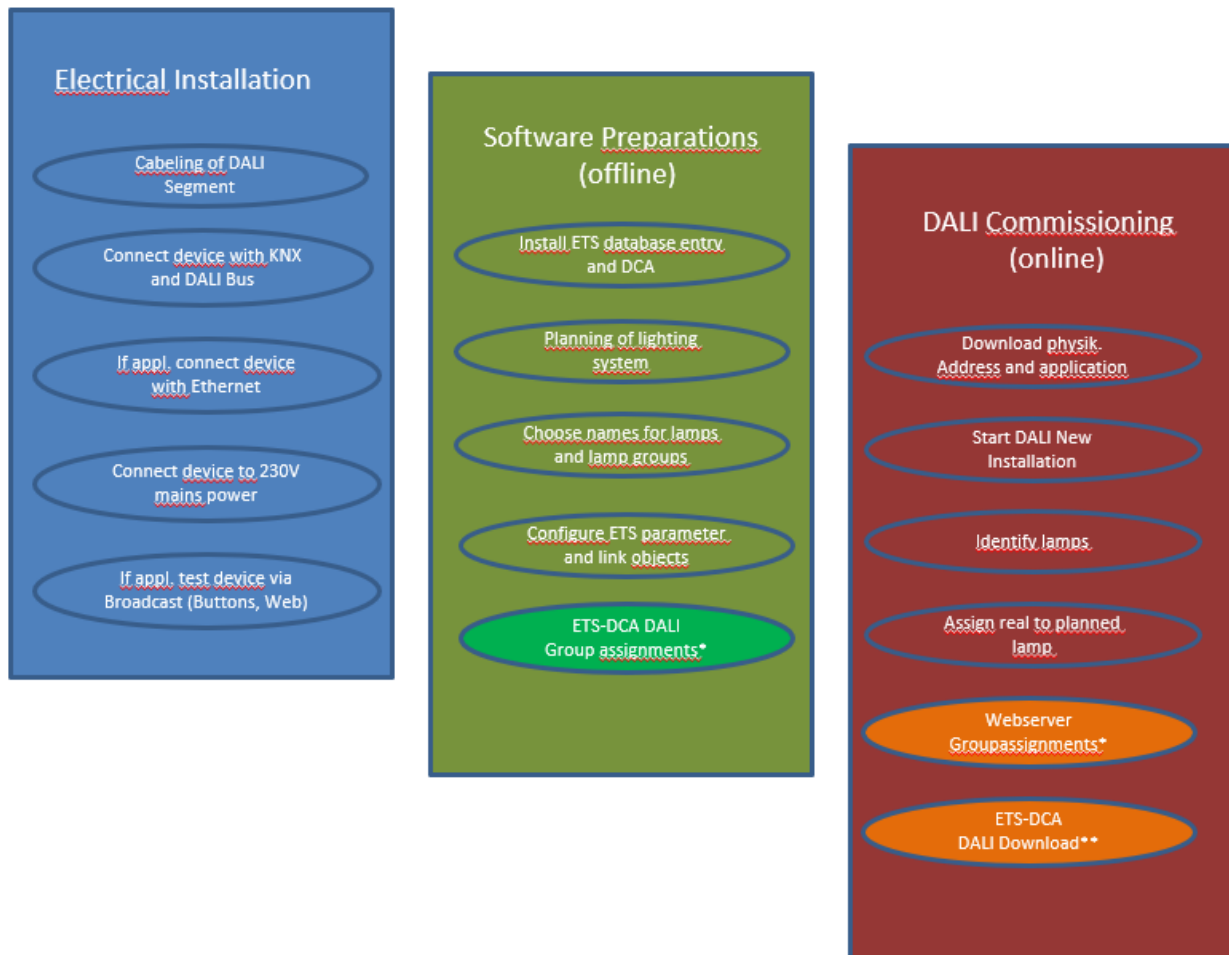 Electrical Installation
Cabeling of DALI
Segment
Connect device with KNX
and DALI Bus
If appl. connect device
with Ethernet
Connect device to 230V
mains power
If appl. test device via
Broadcast (Buttons, Web)
Software Preparations
(offline)
Install ETS database entry
and DCA
Planning of lighting
system
Choose names for lamps
and lamp groups
Configure ETS parameter
and link objects
ETS-DCA DALI
Group assignments*
DALI Commissioning
(online)
Download physik.
Address and application
Start DALI New
Installation
Identify lamps
Assign real to planned
lamp
Webserver
Groupassignments*
ETS-DCA
DALI Download**